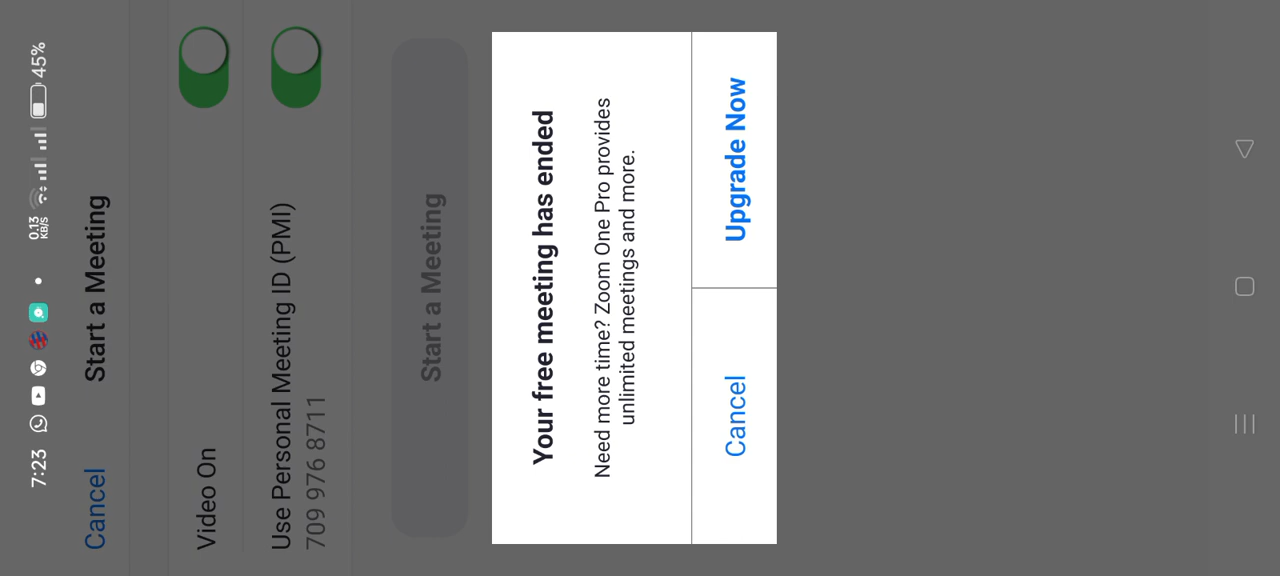 7:23
0.13
KB/S
45%
Cancel
Start a Meeting
Video On
Use Personal Meeting ID (PMI)
709 976 8711
Start a Meeting
Your free meeting has ended
Need more time? Zoom One Pro provides
unlimited meetings and more.
Cancel
Upgrade Now